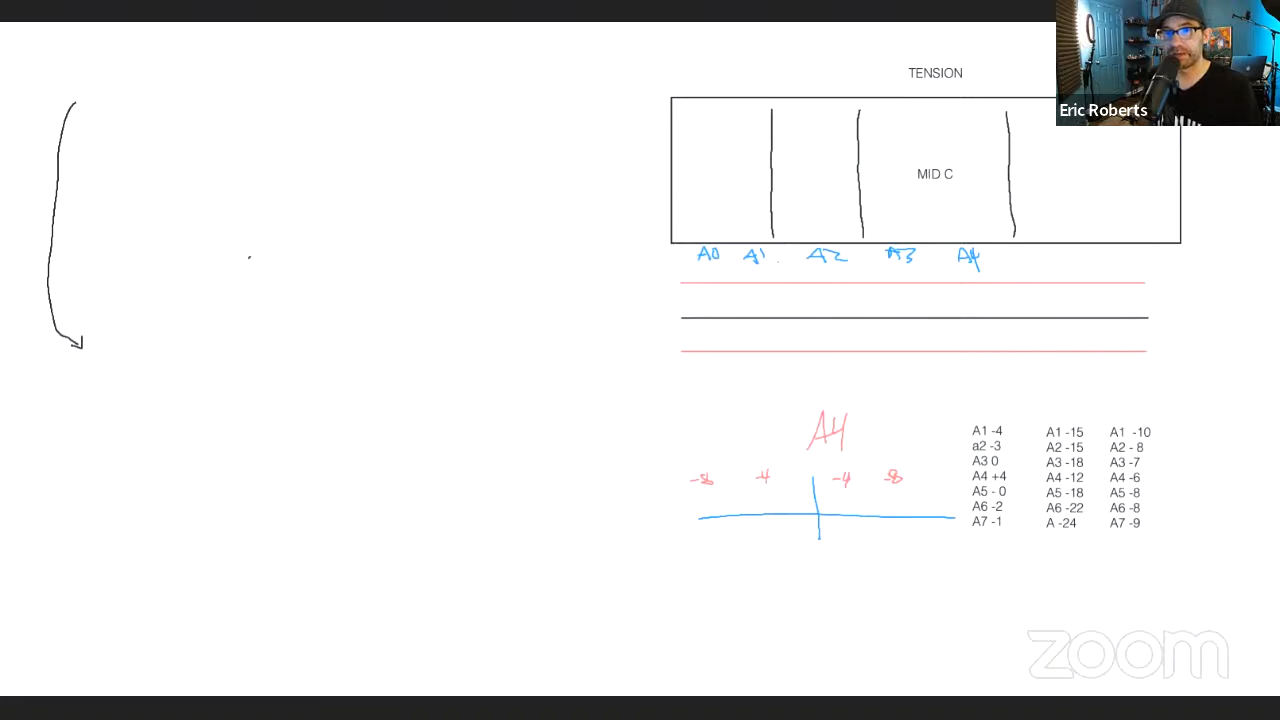 TENSION
Eric Roberts
MID C
A0 A1 A2 A3 A4
A4
-8 -4 -4 -8
A1 -4
a2 -3
A3 0
A4 +4
A5 - 0
A6 -2
A7 -1
A1 -15
A2 -15
A3 -18
A4 -12
A5 -18
A6 -22
A -24
A1 -10
A2 - 8
A3 -7
A4 -6
A5 -8
A6 -8
A7 -9
zoom